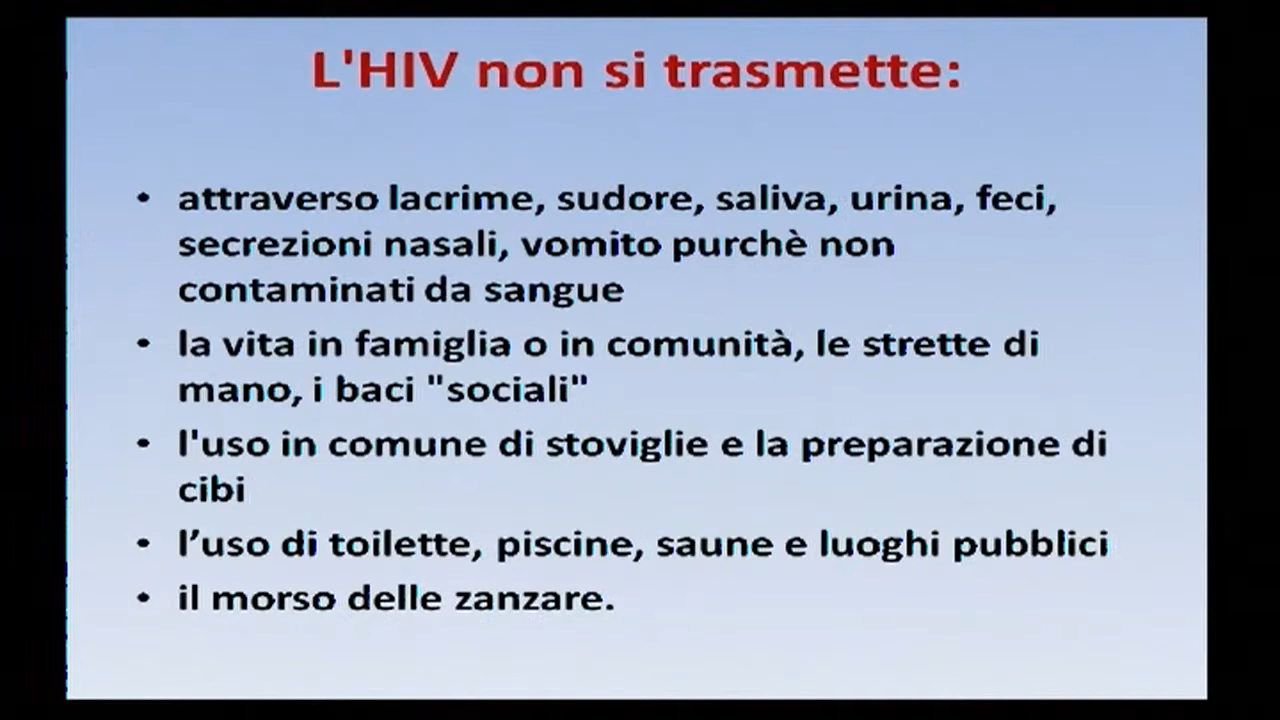 L'HIV non si trasmette:
• attraverso lacrime, sudore, saliva, urina, feci,
secrezioni nasali, vomito purchè non
contaminati da sangue
• la vita in famiglia o in comunità, le strette di
mano, i baci "sociali"
• l'uso in comune di stoviglie e la preparazione di
cibi
• l’uso di toilette, piscine, saune e luoghi pubblici
• il morso delle zanzare.